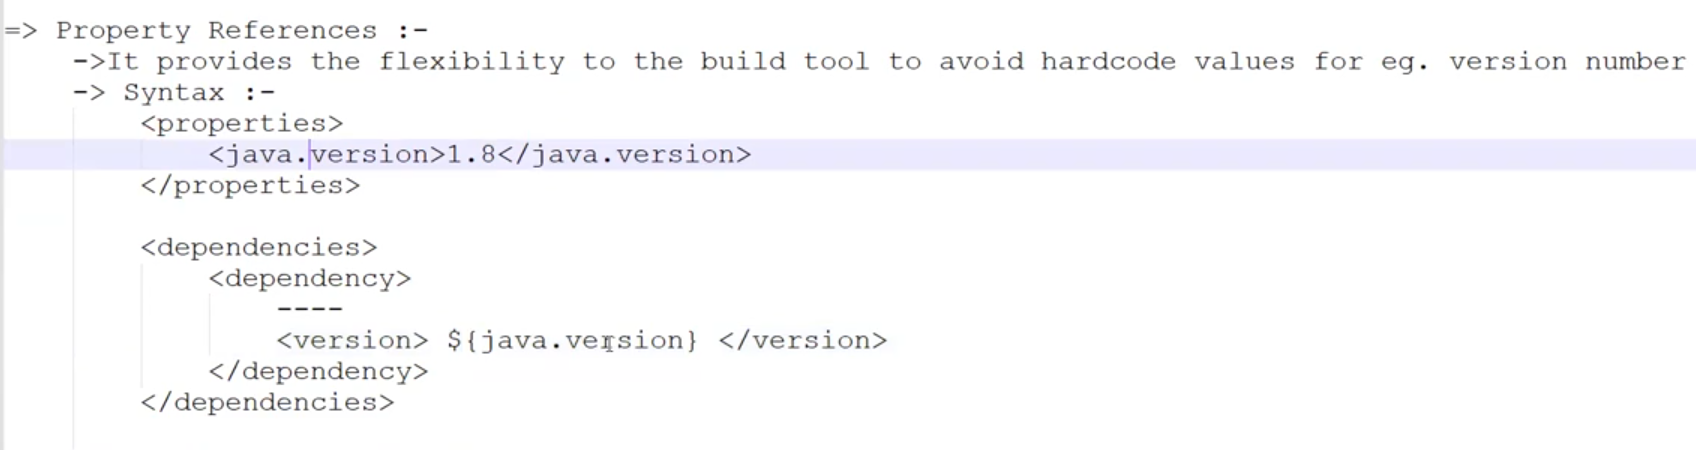 => Property References :-
->It provides the flexibility to the build tool to avoid hardcode values for eg. version number
-> Syntax :-
<properties>
<java.version>1.8</java.version>
</properties>
<dependencies>
<dependency>
----
<version> ${java.version} </version>
</dependency>
</dependencies>